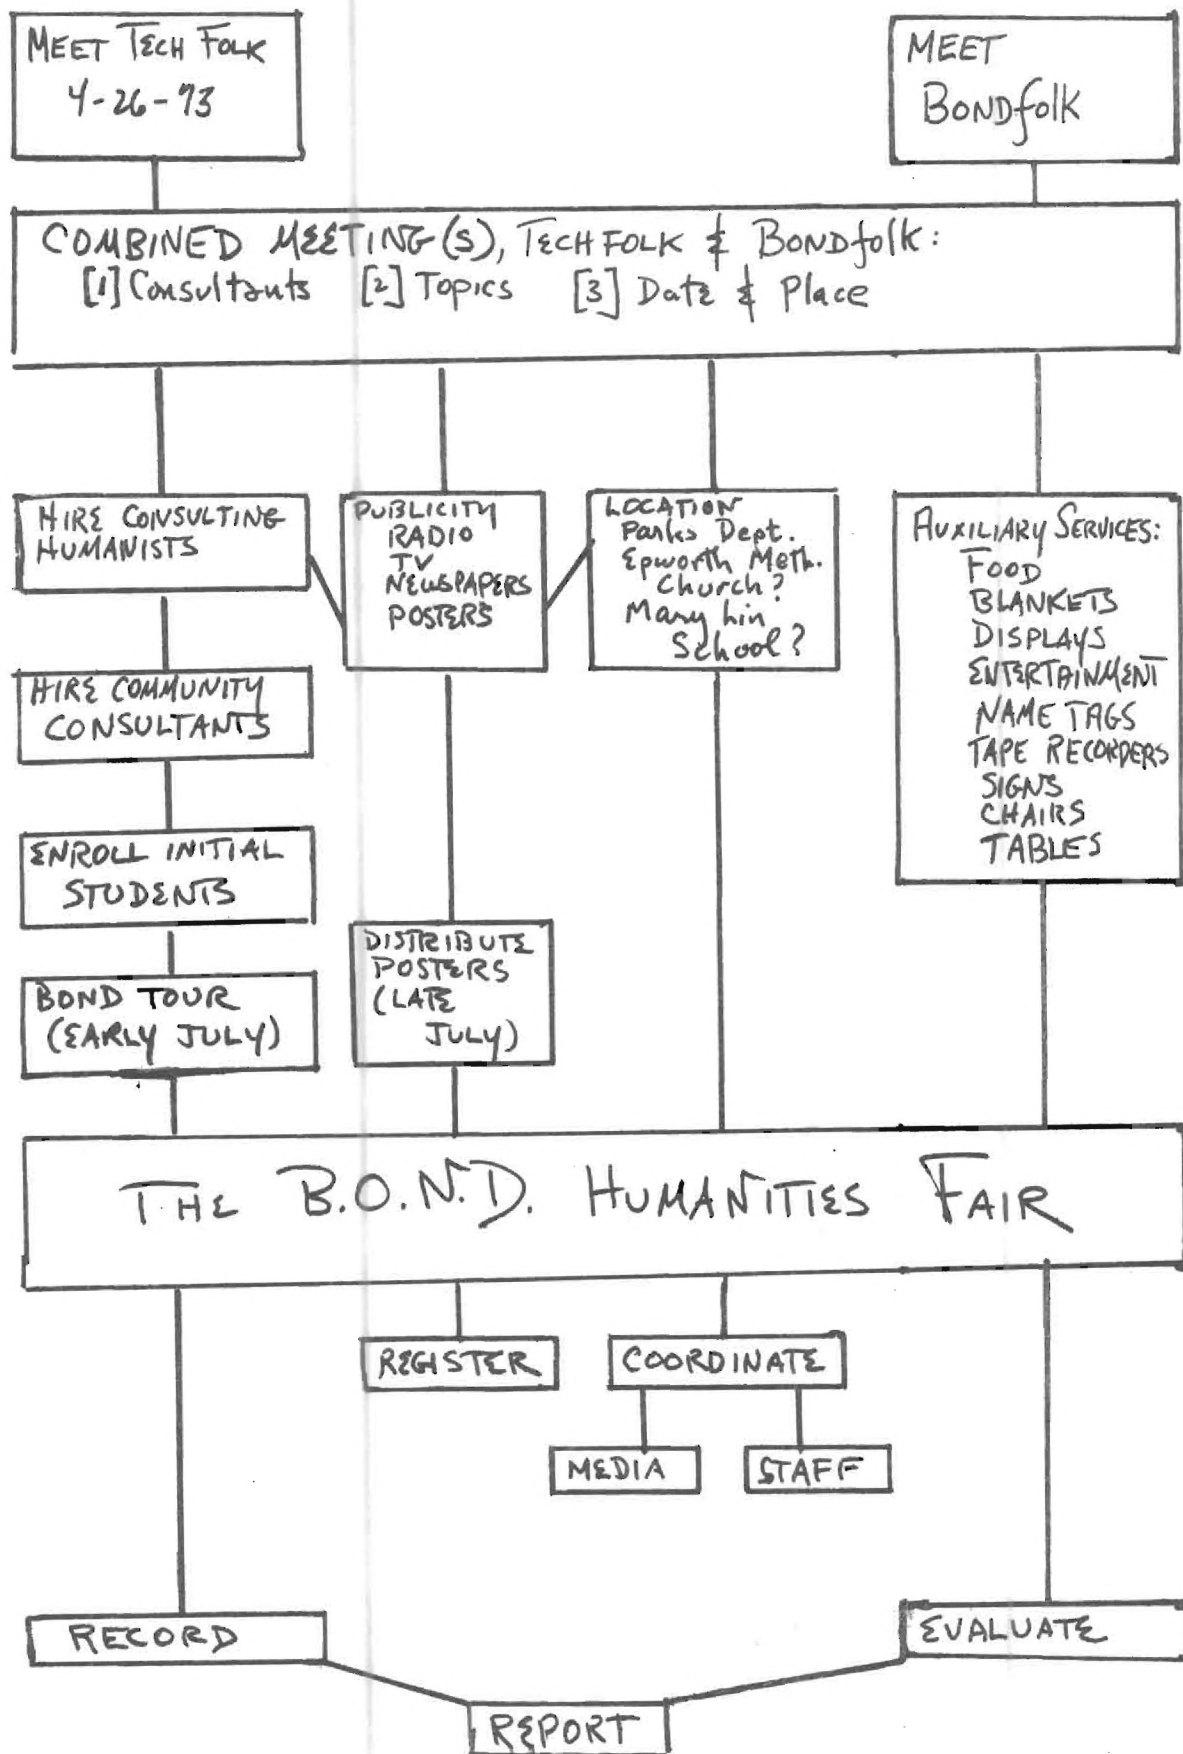 MEET TECH FOLK
4-26-73
MEET
BONDfolk
COMBINED MEETING(S), TECH FOLK & BONDfolk:
[1] Consultants [2] Topics [3] Date & Place
HIRE CONSULTING
HUMANISTS
PUBLICITY
RADIO
TV
NEWSPAPERS
POSTERS
LOCATION
Parks Dept.
Epworth Meth.
Church?
Mary Lin
School?
AUXILIARY SERVICES:
FOOD
BLANKETS
DISPLAYS
ENTERTAINMENT
NAME TAGS
TAPE RECORDERS
SIGNS
CHAIRS
TABLES
HIRE COMMUNITY
CONSULTANTS
ENROLL INITIAL
STUDENTS
BOND TOUR
(EARLY JULY)
DISTRIBUTE
POSTERS
(LATE
JULY)
THE B.O.N.D. HUMANITIES FAIR
REGISTER
COORDINATE
MEDIA
STAFF
RECORD
EVALUATE
REPORT